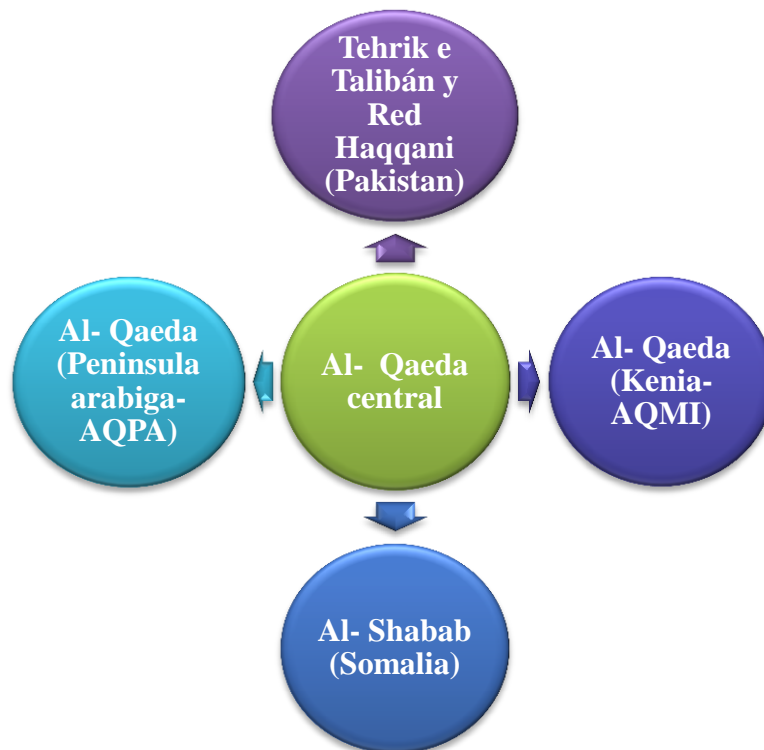 Tehrik e
Talibán y
Red
Haqqani
(Pakistan)
Al- Qaeda
(Peninsula
arabiga-
AQPA)
Al- Qaeda
central
Al- Qaeda
(Kenia-
AQMI)
Al- Shabab
(Somalia)